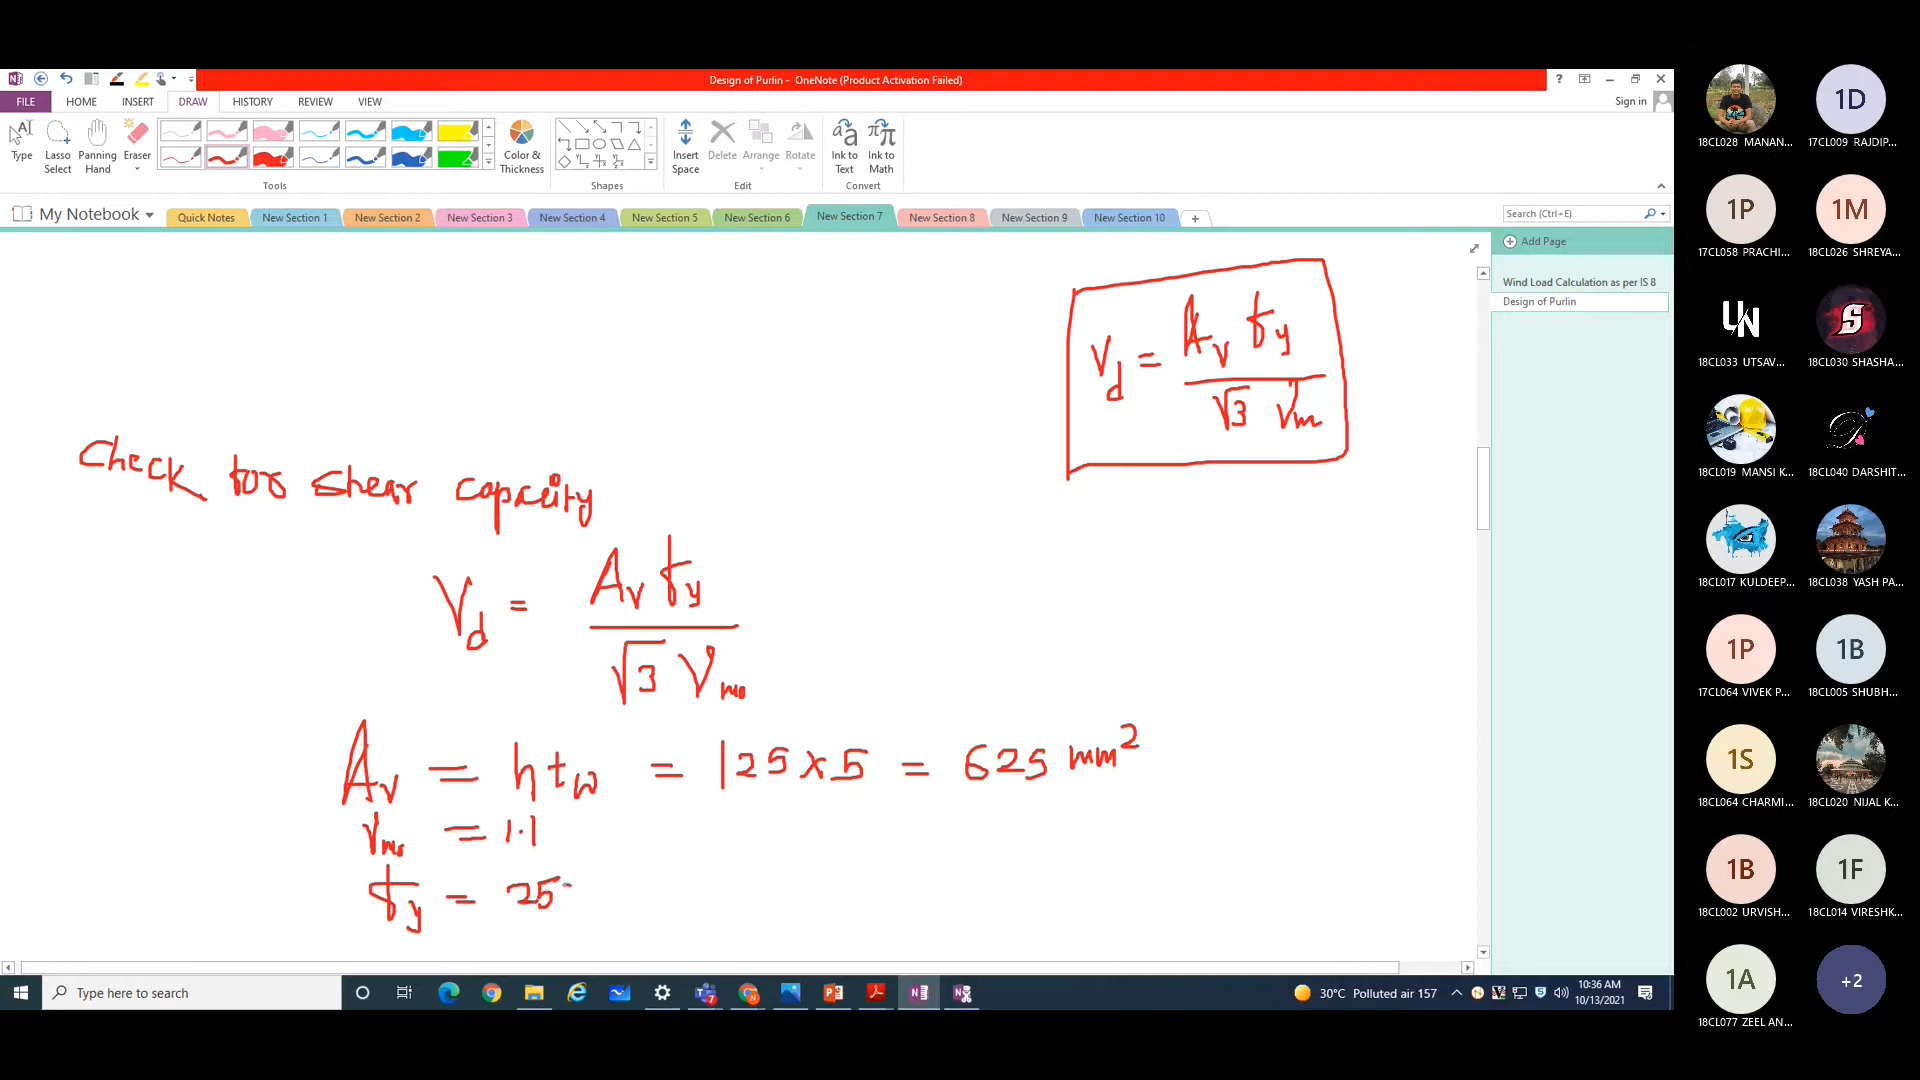 Design of Purlin - OneNote (Product Activation Failed)
FILE HOME INSERT DRAW HISTORY REVIEW VIEW
Sign in
Type Lasso Select Panning Hand Eraser
Color & Thickness
Insert Space Delete Arrange Rotate Ink to Text Ink to Math
Tools Shapes Edit Convert
My Notebook Quick Notes New Section 1 New Section 2 New Section 3 New Section 4 New Section 5 New Section 6 New Section 7 New Section 8 New Section 9 New Section 10
Search (Ctrl+E)
Add Page
Wind Load Calculation as per IS 8
Design of Purlin
Vd = Av fy / √3 γm
Check for shear capacity
Vd = Av fy / √3 γmo
Av = h tw = 125 x 5 = 625 mm²
γmo = 1.1
fy = 25
Type here to search
30°C Polluted air 157
10:36 AM
10/13/2021
1D
18CL028 MANAN... 17CL009 RAJDIP...
1P 1M
17CL058 PRACHI... 18CL026 SHREYA...
UN S
18CL033 UTSAV... 18CL030 SHASHA...
18CL019 MANSI K... 18CL040 DARSHIT...
18CL017 KULDEEP... 18CL038 YASH PA...
1P 1B
17CL064 VIVEK P... 18CL005 SHUBH...
1S
18CL064 CHARMI... 18CL020 NIJAL K...
1B 1F
18CL002 URVISH... 18CL014 VIRESHK...
1A +2
18CL077 ZEEL AN...